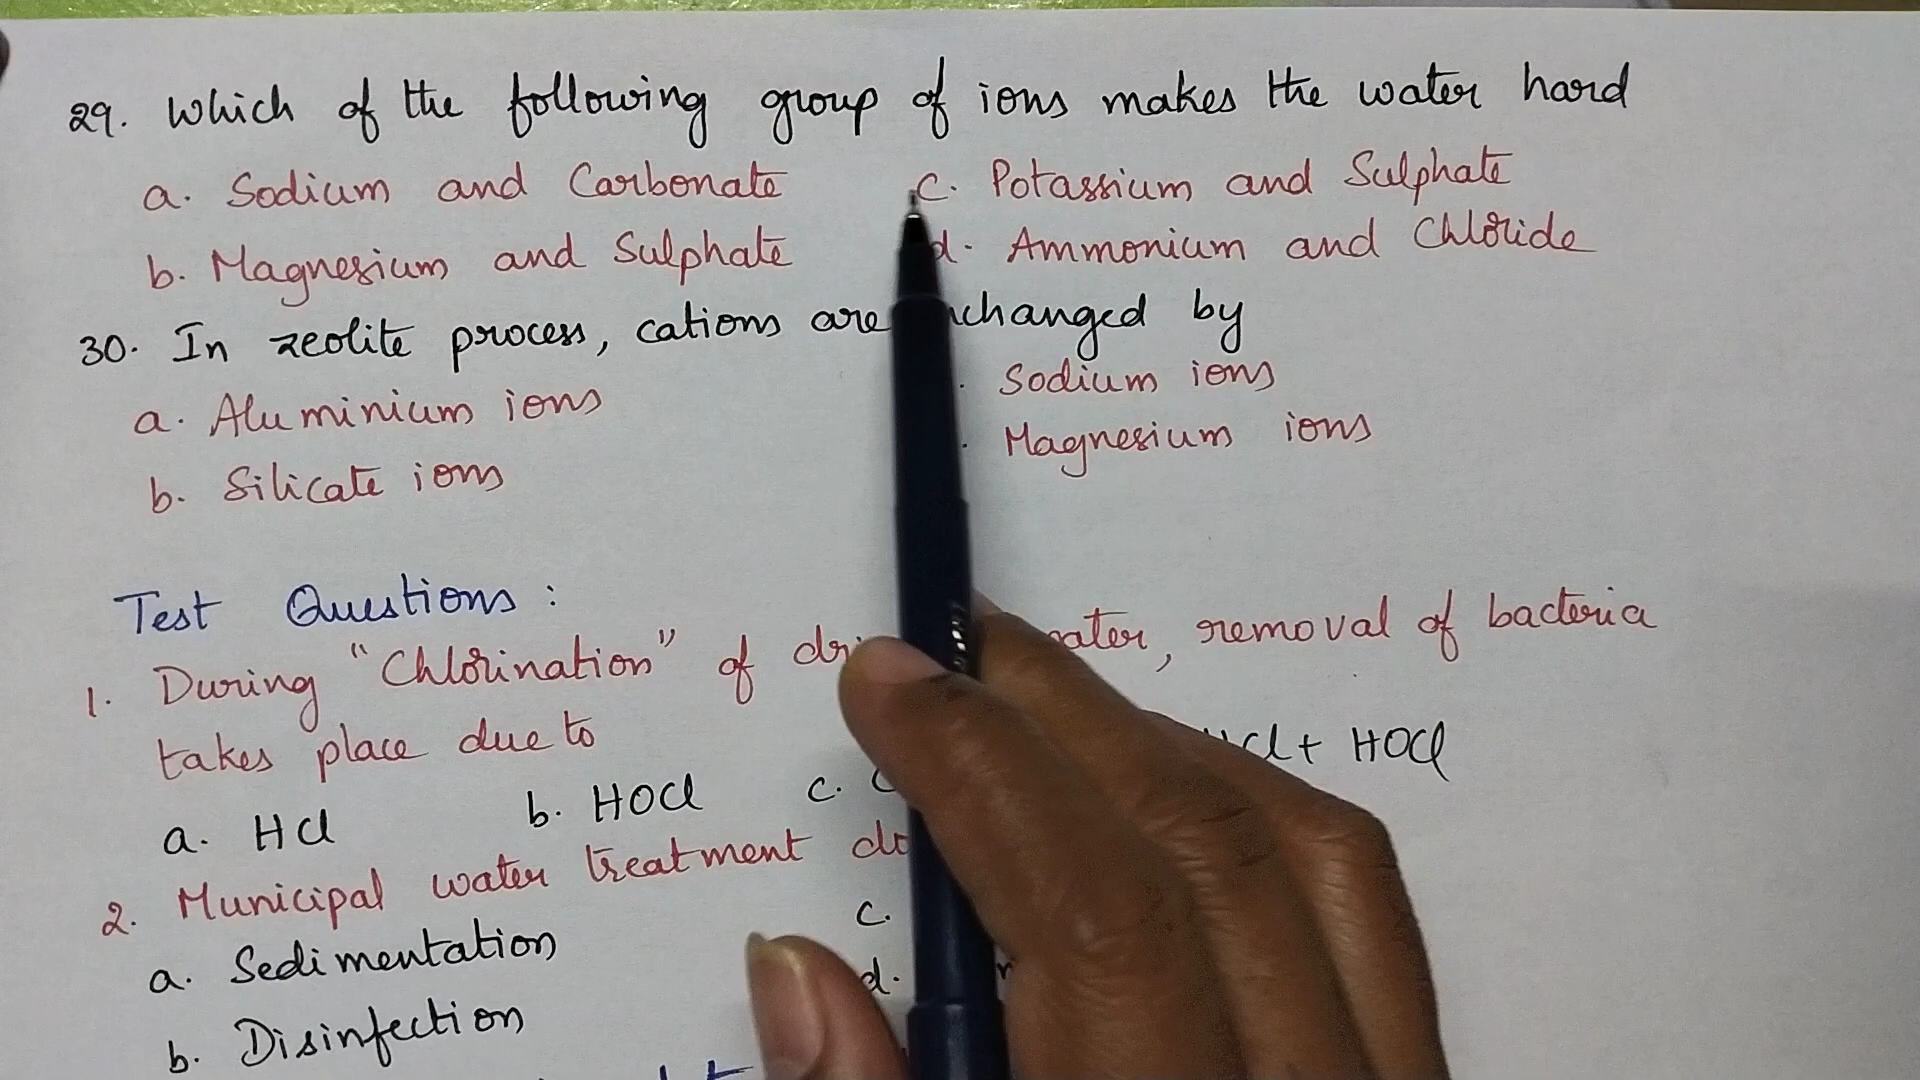 29. Which of the following group of ions makes the water hard
a. Sodium and Carbonate c. Potassium and Sulphate
b. Magnesium and Sulphate d. Ammonium and Chloride
30. In zeolite process, cations are by
a. Aluminium ions Sodium ions
b. Silicate ions Magnesium ions
Test Questions :
1. During "Chlorination" of removal of bacteria
takes place due to
a. HCl b. HOCl c. + HOCl
2. Municipal water treatment
a. Sedimentation c.
b. Disinfection d.